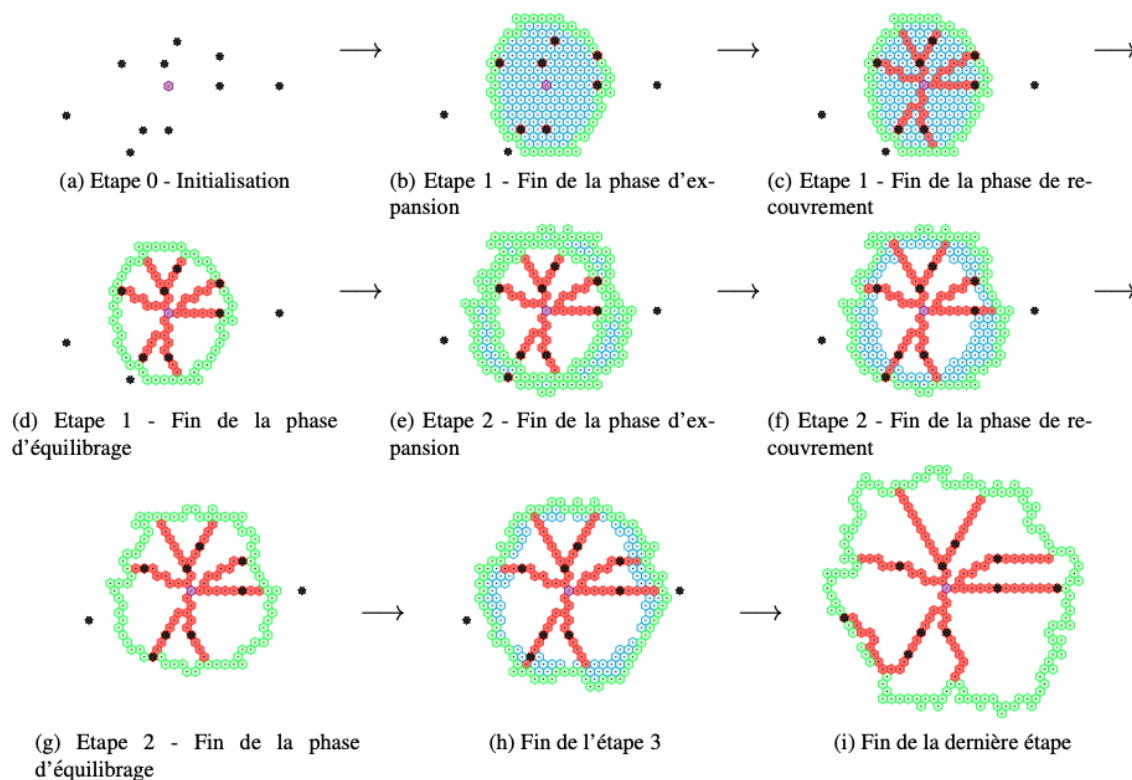 (a) Etape 0 - Initialisation
(b) Etape 1 - Fin de la phase d'ex-
pansion
(c) Etape 1 - Fin de la phase de re-
couvrement
(d) Etape 1 - Fin de la phase
d'équilibrage
(e) Etape 2 - Fin de la phase d'ex-
pansion
(f) Etape 2 - Fin de la phase de re-
couvrement
(g) Etape 2 - Fin de la phase
d'équilibrage
(h) Fin de l'étape 3
(i) Fin de la dernière étape